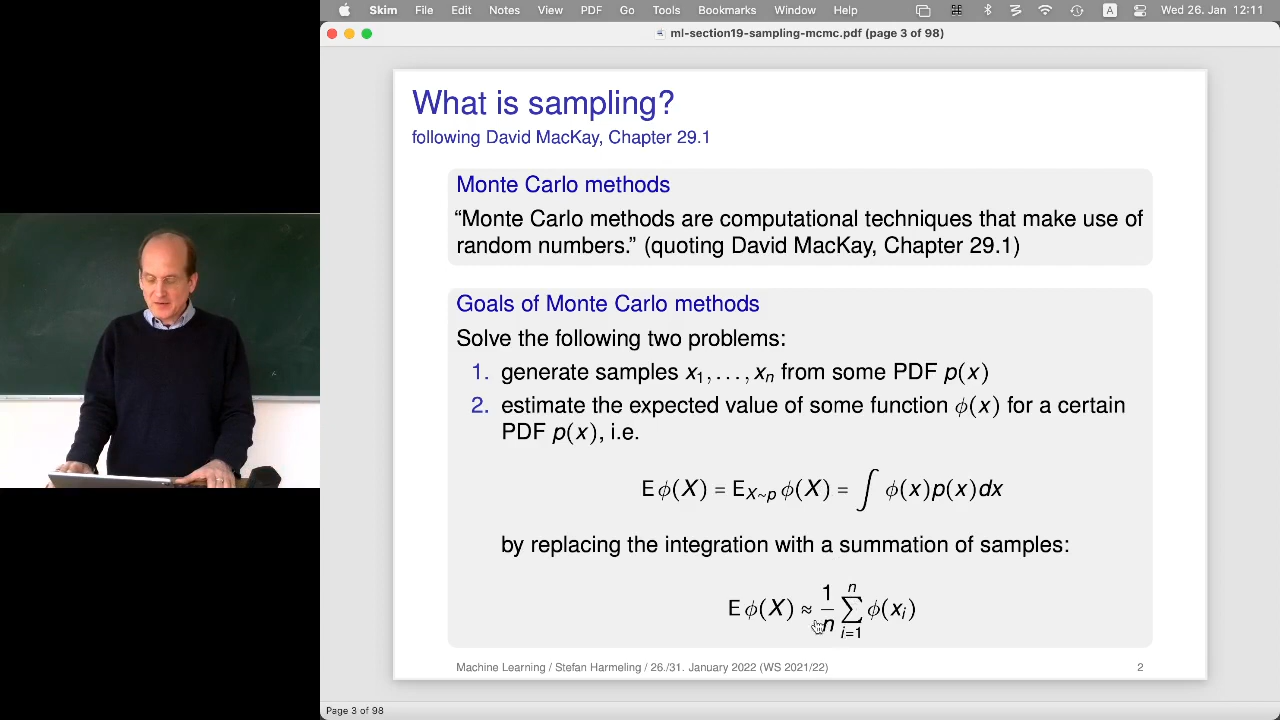 Skim File Edit Notes View PDF Go Tools Bookmarks Window Help A Wed 26. Jan 12:11
ml-section19-sampling-mcmc.pdf (page 3 of 98)
What is sampling?
following David MacKay, Chapter 29.1
Monte Carlo methods
“Monte Carlo methods are computational techniques that make use of
random numbers.” (quoting David MacKay, Chapter 29.1)
Goals of Monte Carlo methods
Solve the following two problems:
1. generate samples x₁, . . . , xₙ from some PDF p(x)
2. estimate the expected value of some function ϕ(x) for a certain
PDF p(x), i.e.
E ϕ(X) = E_{X~p} ϕ(X) = ∫ ϕ(x)p(x)dx
by replacing the integration with a summation of samples:
E ϕ(X) ≈ 1/n ∑_{i=1}^{n} ϕ(xᵢ)
Machine Learning / Stefan Harmeling / 26./31. January 2022 (WS 2021/22) 2
Page 3 of 98